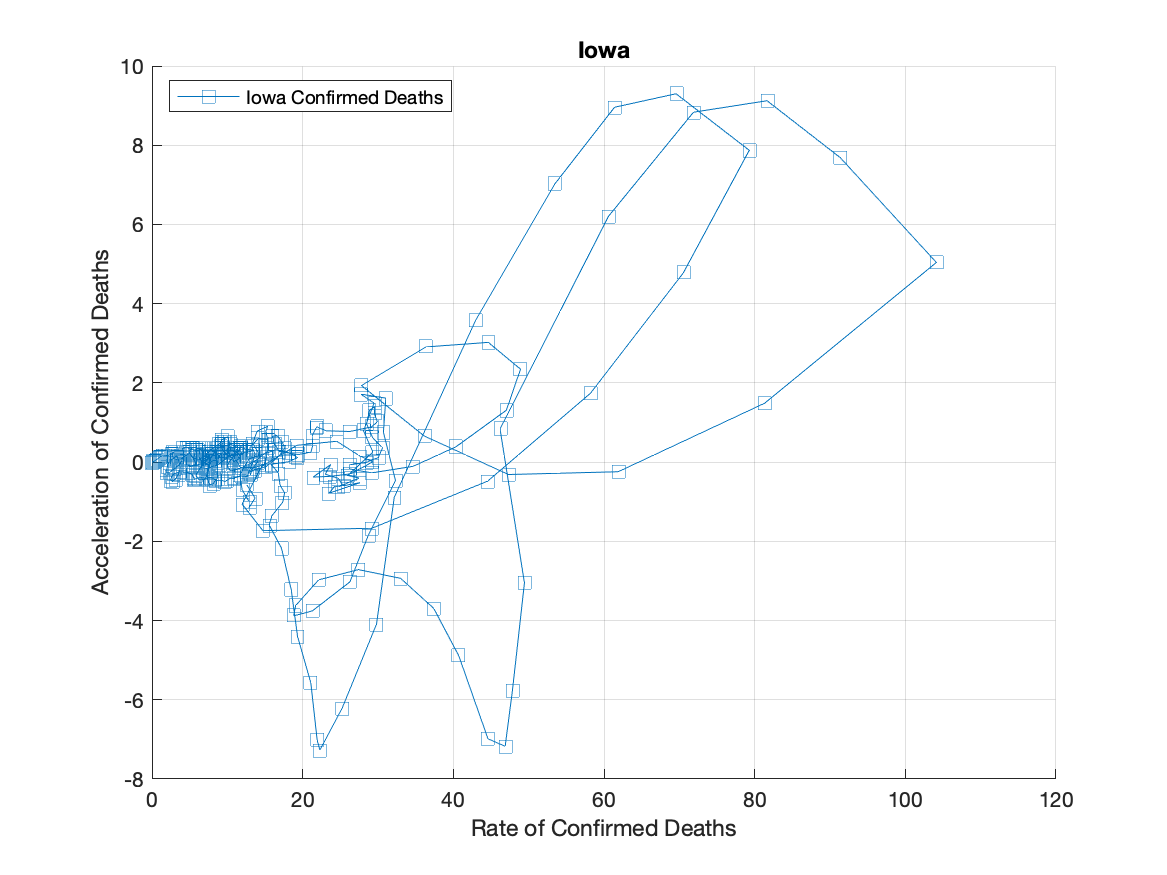 Iowa
Iowa Confirmed Deaths
10
8
6
4
2
0
-2
-4
-6
-8
Acceleration of Confirmed Deaths
0 20 40 60 80 100 120
Rate of Confirmed Deaths